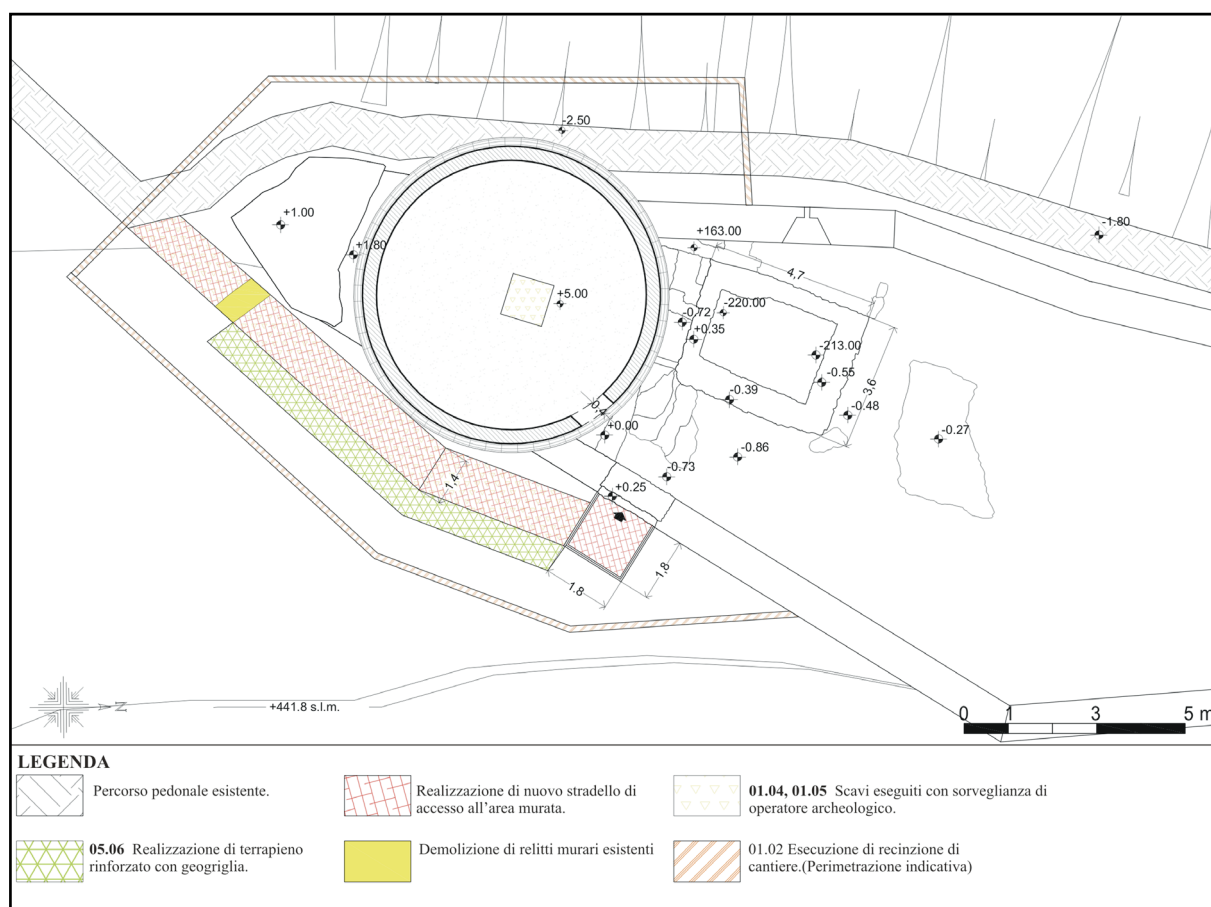 -2.50
+1.00
+1.80
-1.80
+163.00
4,7
+5.00
-220.00
-0.72
+0.35
-213.00
-0.55
3,6
-0.39
-0.48
0,4
+0.00
-0.27
-0.86
-0.73
1,4
+0.25
1.8
1,8
N
+441.8 s.l.m.
0 1 3 5 m
LEGENDA
Percorso pedonale esistente.
Realizzazione di nuovo stradello di
accesso all'area murata.
01.04, 01.05 Scavi eseguiti con sorveglianza di
operatore archeologico.
05.06 Realizzazione di terrapieno
rinforzato con geogriglia.
Demolizione di relitti murari esistenti
01.02 Esecuzione di recinzione di
cantiere.(Perimetrazione indicativa)